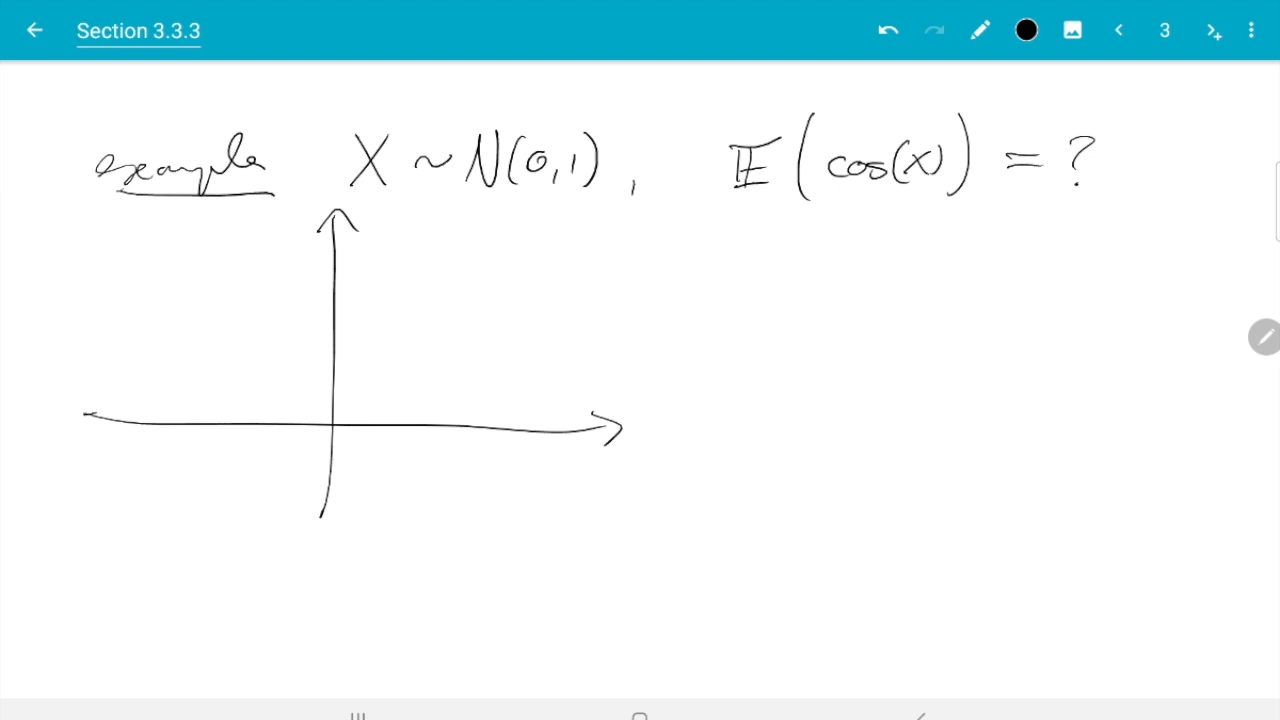 Section 3.3.3
3
example X ~ N(0,1), 𝔼(cos(X)) = ?